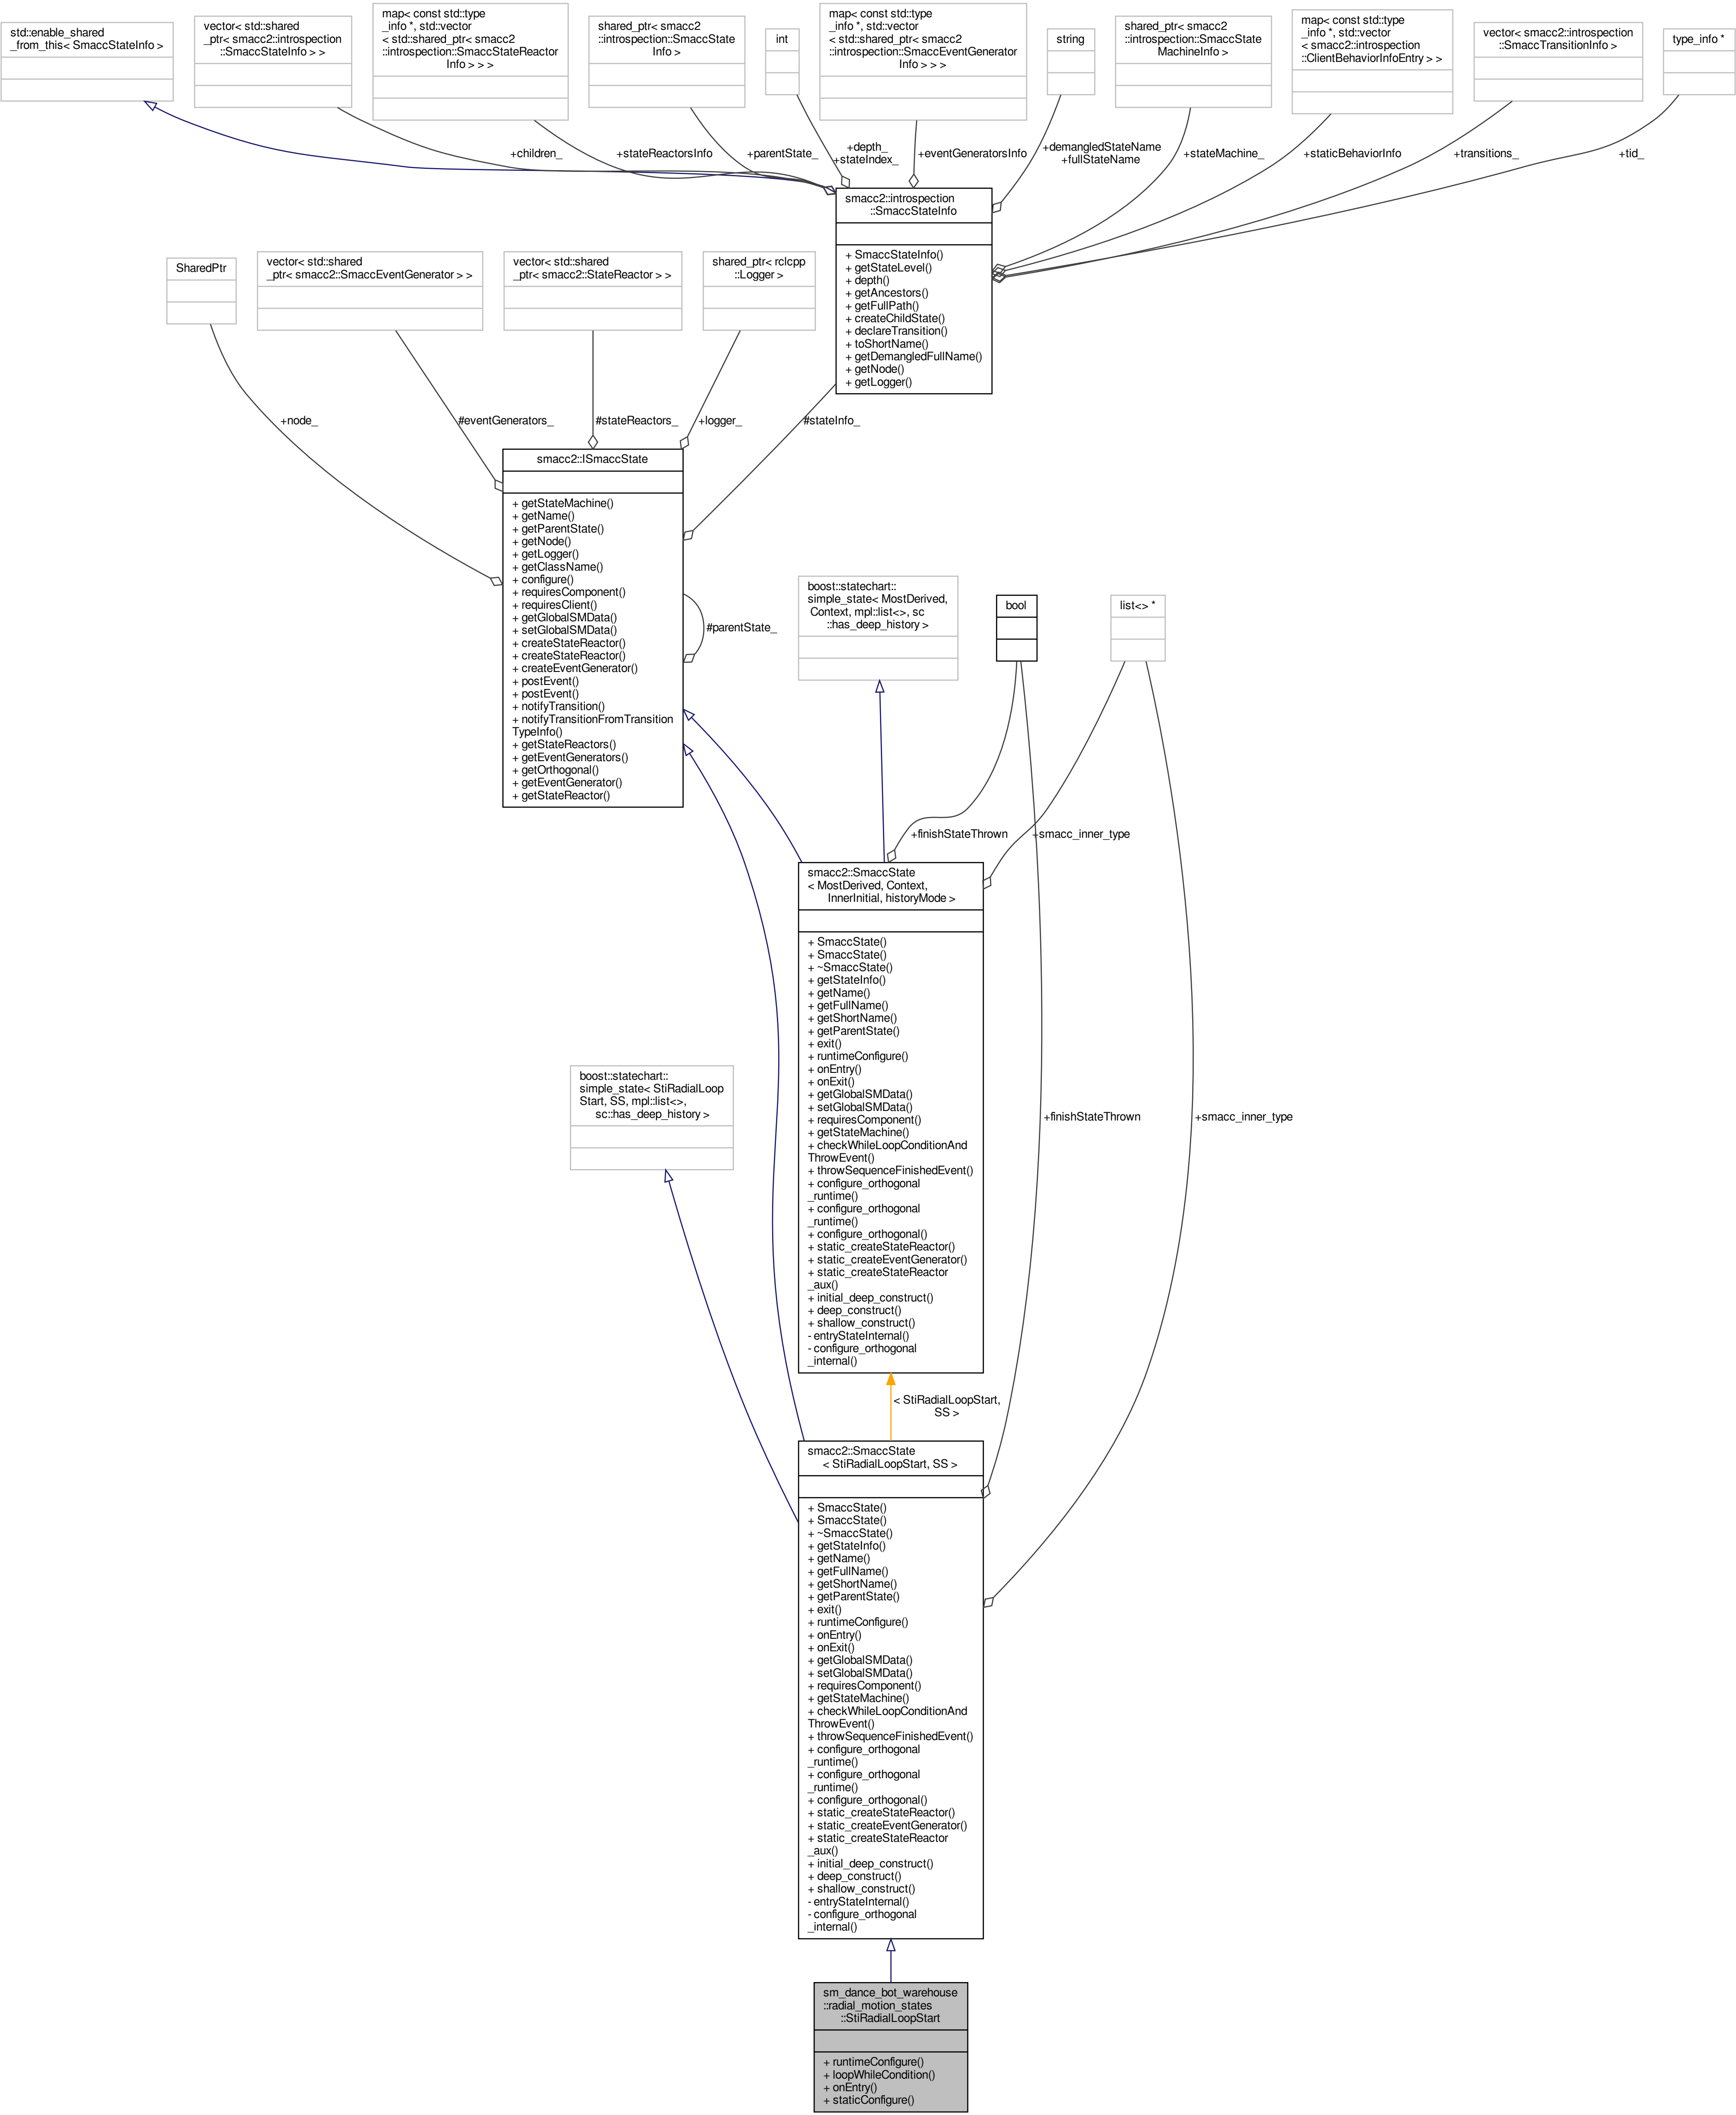 std::enable_shared
_from_this< SmaccStateInfo >
vector< std::shared
_ptr< smacc2::introspection
::SmaccStateInfo > >
map< const std::type
_info *, std::vector
< std::shared_ptr< smacc2
::introspection::SmaccStateReactor
Info > > >
shared_ptr< smacc2
::introspection::SmaccState
Info >
int
map< const std::type
_info *, std::vector
< std::shared_ptr< smacc2
::introspection::SmaccEventGenerator
Info > > >
string
shared_ptr< smacc2
::introspection::SmaccState
MachineInfo >
map< const std::type
_info *, std::vector
< smacc2::introspection
::ClientBehaviorInfoEntry > >
vector< smacc2::introspection
::SmaccTransitionInfo >
type_info *
+children_
+stateReactorsInfo
+parentState_
+depth_
+stateIndex_
+eventGeneratorsInfo
+demangledStateName
+fullStateName
+stateMachine_
+staticBehaviorInfo
+transitions_
+tid_
smacc2::introspection
::SmaccStateInfo
+ SmaccStateInfo()
+ getStateLevel()
+ depth()
+ getAncestors()
+ getFullPath()
+ createChildState()
+ declareTransition()
+ toShortName()
+ getDemangledFullName()
+ getNode()
+ getLogger()
SharedPtr
vector< std::shared
_ptr< smacc2::SmaccEventGenerator > >
vector< std::shared
_ptr< smacc2::StateReactor > >
shared_ptr< rclcpp
::Logger >
+node_
#eventGenerators_
#stateReactors_
+logger_
#stateInfo_
smacc2::ISmaccState
+ getStateMachine()
+ getName()
+ getParentState()
+ getNode()
+ getLogger()
+ getClassName()
+ configure()
+ requiresComponent()
+ requiresClient()
+ getGlobalSMData()
+ setGlobalSMData()
+ createStateReactor()
+ createStateReactor()
+ createEventGenerator()
+ postEvent()
+ postEvent()
+ notifyTransition()
+ notifyTransitionFromTransition
TypeInfo()
+ getStateReactors()
+ getEventGenerators()
+ getOrthogonal()
+ getEventGenerator()
+ getStateReactor()
#parentState_
boost::statechart::
simple_state< MostDerived,
Context, mpl::list<>, sc
::has_deep_history >
bool
list<> *
+finishStateThrown
+smacc_inner_type
smacc2::SmaccState
< MostDerived, Context,
InnerInitial, historyMode >
+ SmaccState()
+ SmaccState()
+ ~SmaccState()
+ getStateInfo()
+ getName()
+ getFullName()
+ getShortName()
+ getParentState()
+ exit()
+ runtimeConfigure()
+ onEntry()
+ onExit()
+ getGlobalSMData()
+ setGlobalSMData()
+ requiresComponent()
+ getStateMachine()
+ checkWhileLoopConditionAnd
ThrowEvent()
+ throwSequenceFinishedEvent()
+ configure_orthogonal
_runtime()
+ configure_orthogonal
_runtime()
+ configure_orthogonal()
+ static_createStateReactor()
+ static_createEventGenerator()
+ static_createStateReactor
_aux()
+ initial_deep_construct()
+ deep_construct()
+ shallow_construct()
- entryStateInternal()
- configure_orthogonal
_internal()
boost::statechart::
simple_state< StiRadialLoop
Start, SS, mpl::list<>,
sc::has_deep_history >
+finishStateThrown
+smacc_inner_type
< StiRadialLoopStart,
SS >
smacc2::SmaccState
< StiRadialLoopStart, SS >
+ SmaccState()
+ SmaccState()
+ ~SmaccState()
+ getStateInfo()
+ getName()
+ getFullName()
+ getShortName()
+ getParentState()
+ exit()
+ runtimeConfigure()
+ onEntry()
+ onExit()
+ getGlobalSMData()
+ setGlobalSMData()
+ requiresComponent()
+ getStateMachine()
+ checkWhileLoopConditionAnd
ThrowEvent()
+ throwSequenceFinishedEvent()
+ configure_orthogonal
_runtime()
+ configure_orthogonal
_runtime()
+ configure_orthogonal()
+ static_createStateReactor()
+ static_createEventGenerator()
+ static_createStateReactor
_aux()
+ initial_deep_construct()
+ deep_construct()
+ shallow_construct()
- entryStateInternal()
- configure_orthogonal
_internal()
sm_dance_bot_warehouse
::radial_motion_states
::StiRadialLoopStart
+ runtimeConfigure()
+ loopWhileCondition()
+ onEntry()
+ staticConfigure()